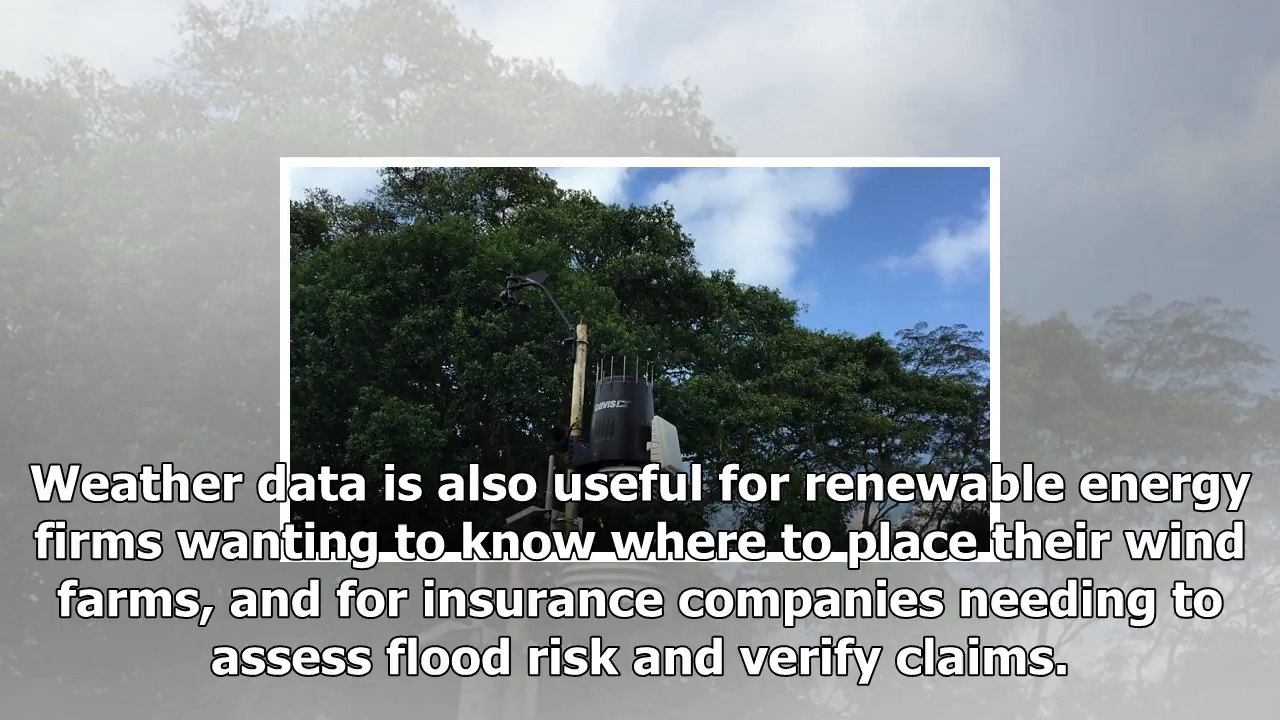 DAVIS
Weather data is also useful for renewable energy
firms wanting to know where to place their wind
farms, and for insurance companies needing to
assess flood risk and verify claims.